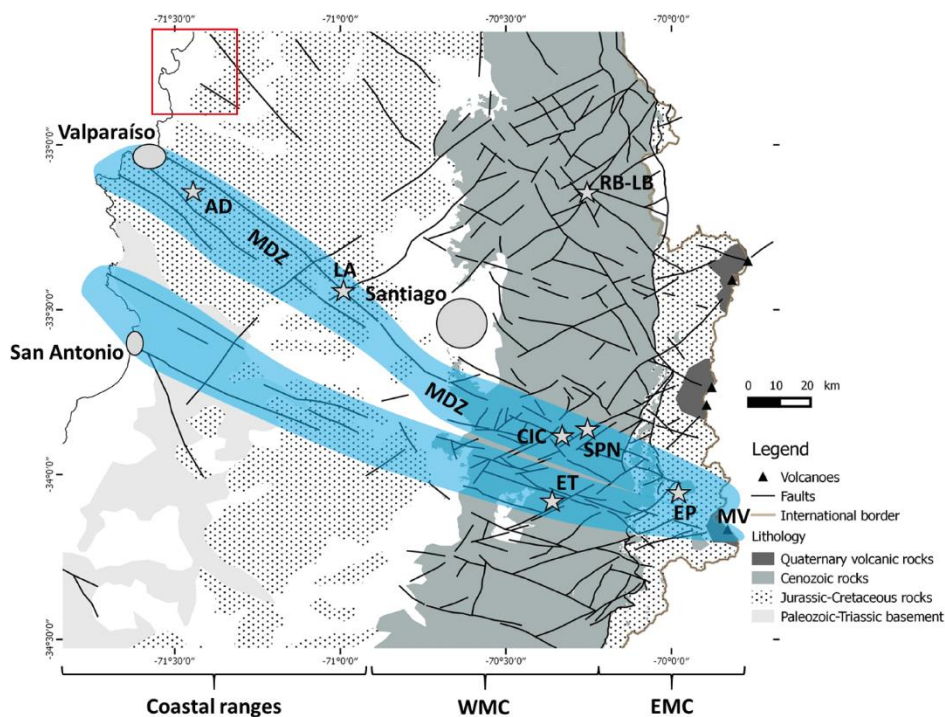 -71°30'0" -71°0'0" -70°30'0" -70°0'0"
-33°0'0"
Valparaíso
RB-LB
AD
MDZ
LA
Santiago
-33°30'0"
San Antonio
0 10 20 km
MDZ
CIC
SPN
Legend
-34°0'0"
ET
Volcanoes
EP
Faults
MV
International border
Lithology
Quaternary volcanic rocks
Cenozoic rocks
Jurassic-Cretaceous rocks
Paleozoic-Triassic basement
-34°30'0"
-71°30'0" -71°0'0" -70°30'0" -70°0'0"
Coastal ranges WMC EMC